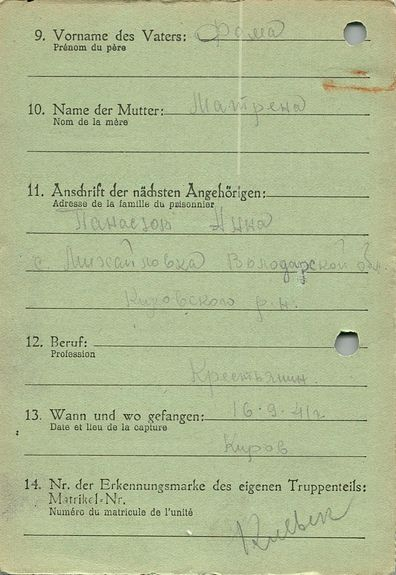 9. Vorname des Vaters: Фома
Prénom du père
10. Name der Mutter: Матрена
Nom de la mère
11. Anschrift der nächsten Angehörigen:
Adresse de la famille du prisonnier
Анна
с Михайловка Володарской обл
Кировского р-н.
12. Beruf:
Profession
Крестьянин.
13. Wann und wo gefangen: 16.9.41г
Date et lieu de la capture
Киров
14. Nr. der Erkennungsmarke des eigenen Truppenteils:
Matrikel-Nr.
Numéro du matricule de l'unité